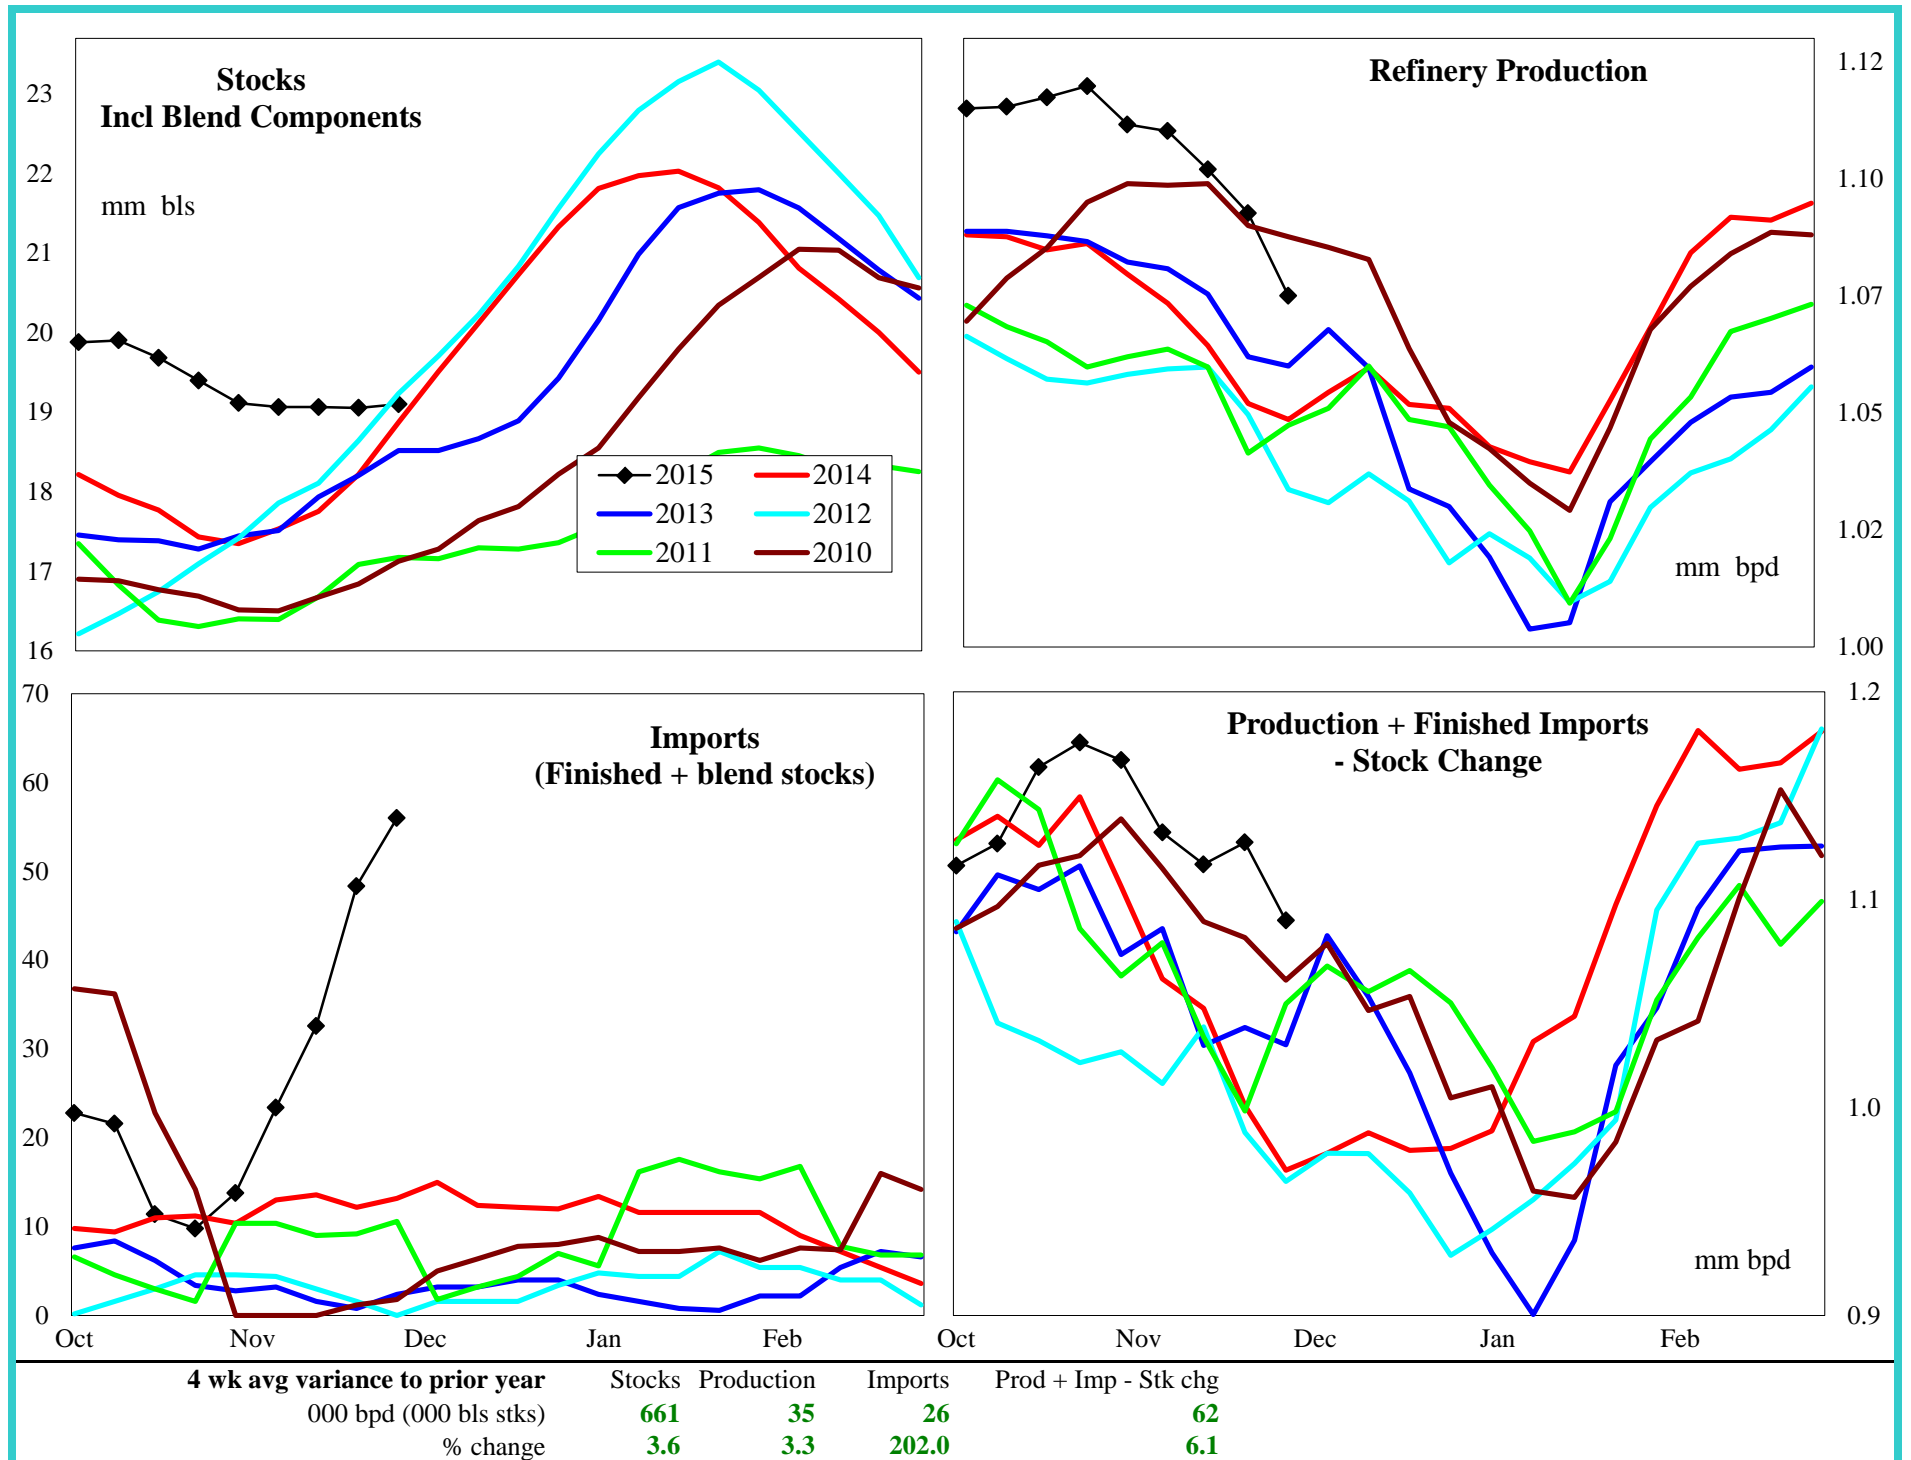 Stocks
Incl Blend Components
mm bls
23
22
21
20
19
18
17
16
2015 2014
2013 2012
2011 2010
Refinery Production
1.12
1.10
1.07
1.05
1.02
1.00
mm bpd
Imports
(Finished + blend stocks)
70
60
50
40
30
20
10
0
Oct Nov Dec Jan Feb
Production + Finished Imports
- Stock Change
1.2
1.1
1.0
0.9
mm bpd
Oct Nov Dec Jan Feb
4 wk avg variance to prior year Stocks Production Imports Prod + Imp - Stk chg
000 bpd (000 bls stks) 661 35 26 62
% change 3.6 3.3 202.0 6.1